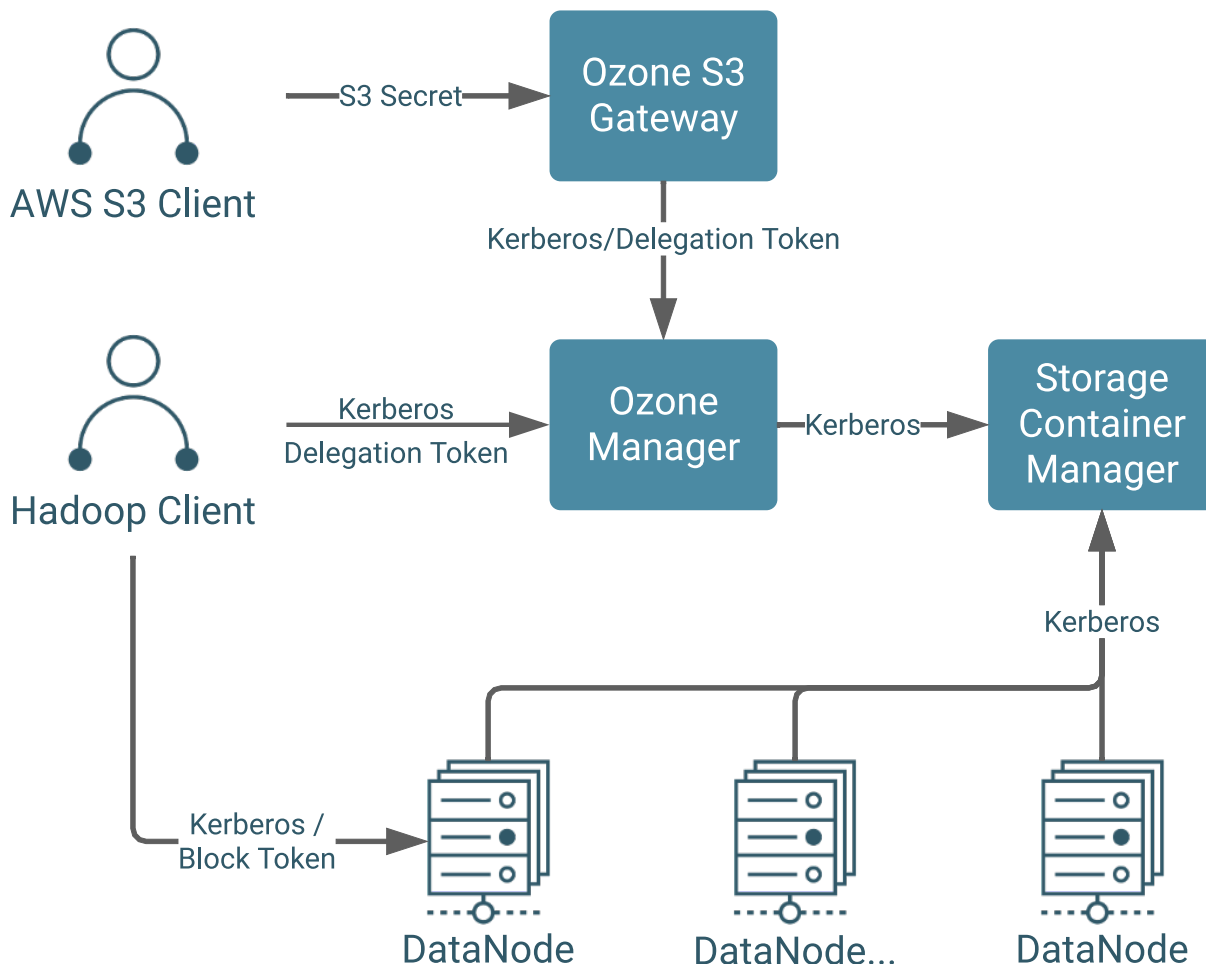 Ozone S3
Gateway
S3 Secret
AWS S3 Client
Kerberos/Delegation Token
Kerberos
Delegation Token
Ozone
Manager
Kerberos
Storage
Container
Manager
Hadoop Client
Kerberos
Kerberos /
Block Token
DataNode
DataNode...
DataNode